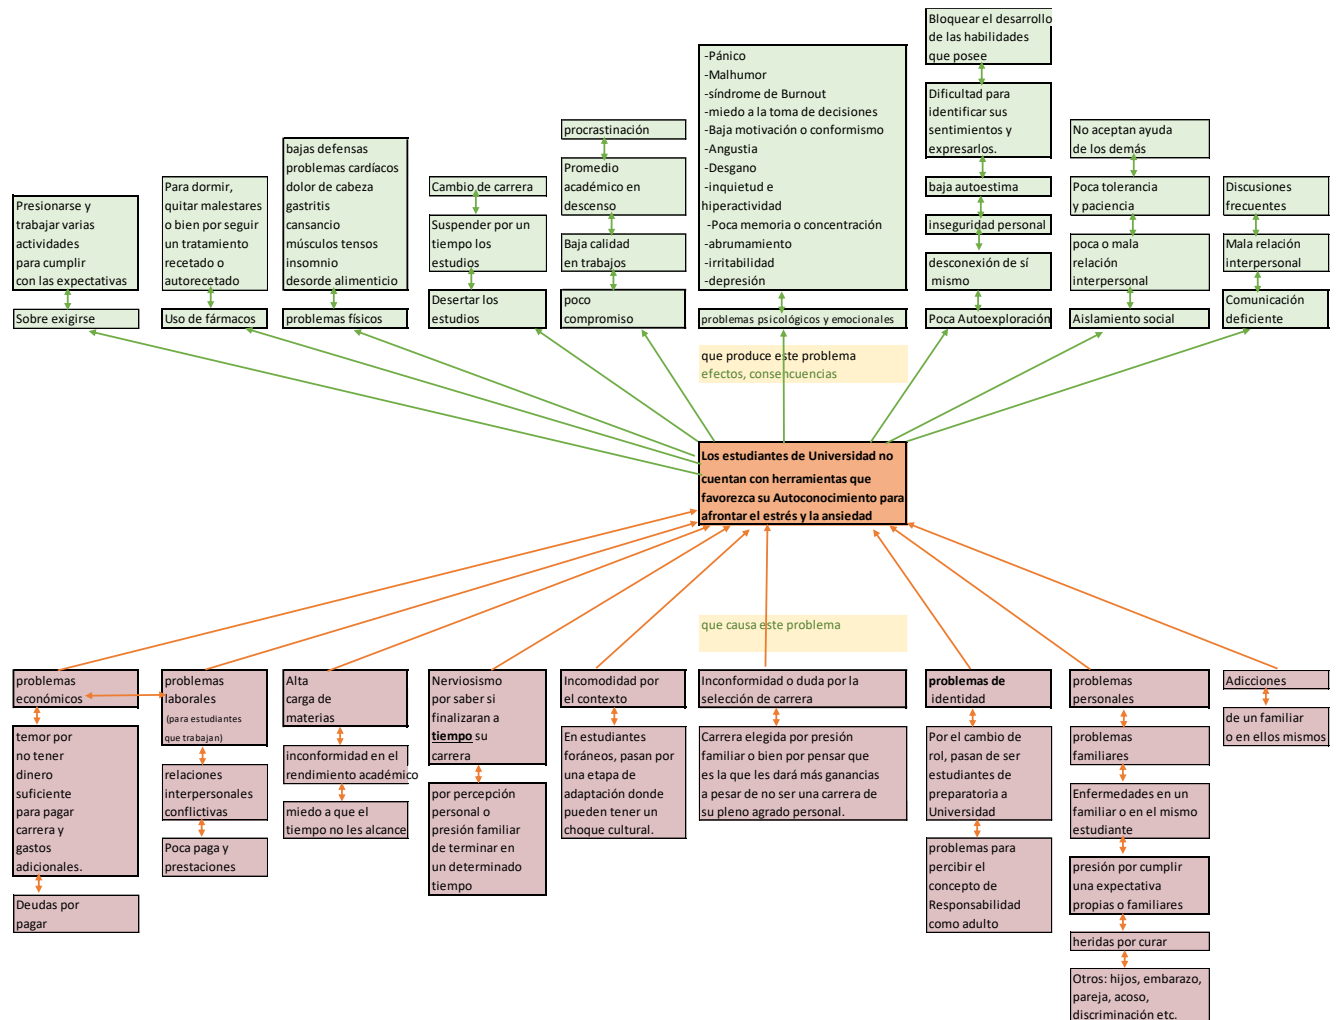 Bloquear el desarrollo
de las habilidades
que posee
Dificultad para
identificar sus
sentimientos y
expresarlos.
baja autoestima
inseguridad personal
desconexión de sí
mismo
Poca Autoexploración
-Pánico
-Malhumor
-síndrome de Burnout
-miedo a la toma de decisiones
-Baja motivación o conformismo
-Angustia
-Desgano
-inquietud e
hiperactividad
-Poca memoria o concentración
-abrumamiento
-irritabilidad
-depresión
problemas psicológicos y emocionales
procrastinación
Promedio
académico en
descenso
Baja calidad
en trabajos
poco
compromiso
No aceptan ayuda
de los demás
Poca tolerancia
y paciencia
poca o mala
relación
interpersonal
Aislamiento social
bajas defensas
problemas cardíacos
dolor de cabeza
gastritis
cansancio
músculos tensos
insomnio
desorde alimenticio
problemas físicos
Para dormir,
quitar malestares
o bien por seguir
un tratamiento
recetado o
autorecetado
Uso de fármacos
Cambio de carrera
Suspender por un
tiempo los
estudios
Desertar los
estudios
Discusiones
frecuentes
Mala relación
interpersonal
Comunicación
deficiente
Presionarse y
trabajar varias
actividades
para cumplir
con las expectativas
Sobre exigirse
que produce este problema
efectos, consencuencias
Los estudiantes de Universidad no
cuentan con herramientas que
favorezca su Autoconocimiento para
afrontar el estrés y la ansiedad
que causa este problema
problemas
económicos
temor por
no tener
dinero
suficiente
para pagar
carrera y
gastos
adicionales.
Deudas por
pagar
problemas
laborales
(para estudiantes
que trabajan)
relaciones
interpersonales
conflictivas
Poca paga y
prestaciones
Alta
carga de
materias
inconformidad en el
rendimiento académico
miedo a que el
tiempo no les alcance
Nerviosismo
por saber si
finalizaran a
tiempo su
carrera
por percepción
personal o
presión familiar
de terminar en
un determinado
tiempo
Incomodidad por
el contexto
En estudiantes
foráneos, pasan por
una etapa de
adaptación donde
pueden tener un
choque cultural.
Inconformidad o duda por la
selección de carrera
Carrera elegida por presión
familiar o bien por pensar que
es la que les dará más ganancias
a pesar de no ser una carrera de
su pleno agrado personal.
problemas de
identidad
Por el cambio de
rol, pasan de ser
estudiantes de
preparatoria a
Universidad
problemas para
percibir el
concepto de
Responsabilidad
como adulto
problemas
personales
problemas
familiares
Enfermedades en un
familiar o en el mismo
estudiante
presión por cumplir
una expectativa
propias o familiares
heridas por curar
Otros: hijos, embarazo,
pareja, acoso,
discriminación etc.
Adicciones
de un familiar
o en ellos mismos